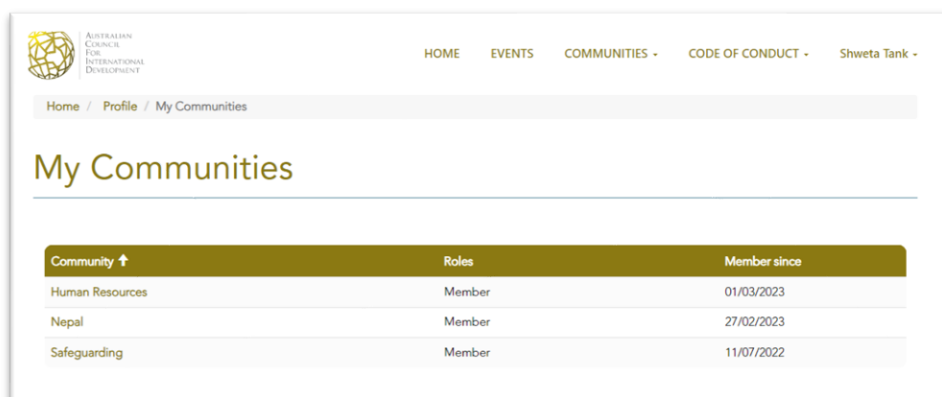 AUSTRALIAN
COUNCIL
FOR
INTERNATIONAL
DEVELOPMENT
HOME EVENTS COMMUNITIES CODE OF CONDUCT Shweta Tank
Home / Profile / My Communities
My Communities
Community Roles Member since
Human Resources Member 01/03/2023
Nepal Member 27/02/2023
Safeguarding Member 11/07/2022